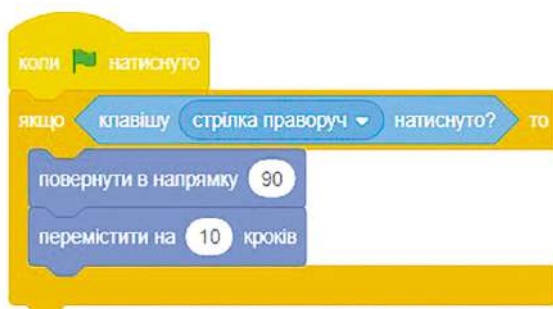 коли натиснуто
якщо клавішу стрілка праворуч натиснуто? то
повернути в напрямку 90
перемістити на 10 кроків